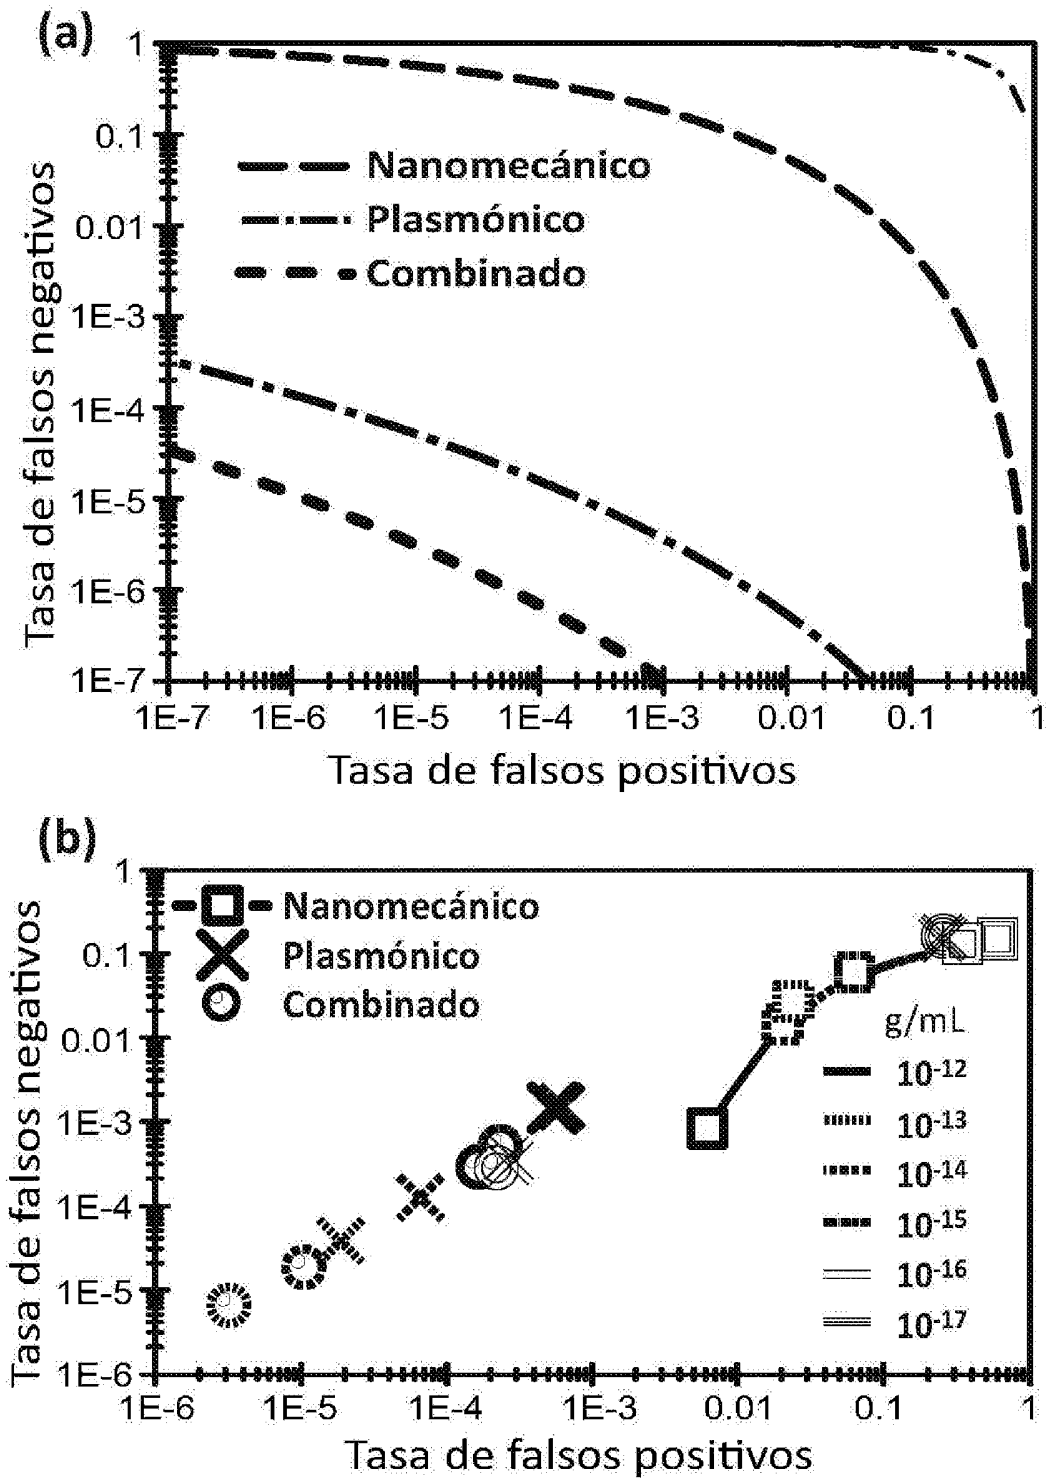 (a)
1
0.1
0.01
1E-3
1E-4
1E-5
1E-6
1E-7
Tasa de falsos negativos
Nanomecánico
Plasmónico
Combinado
1E-7 1E-6 1E-5 1E-4 1E-3 0.01 0.1 1
Tasa de falsos positivos
(b)
1
0.1
0.01
1E-3
1E-4
1E-5
1E-6
Tasa de falsos negativos
Nanomecánico
Plasmónico
Combinado
g/mL
10⁻¹²
10⁻¹³
10⁻¹⁴
10⁻¹⁵
10⁻¹⁶
10⁻¹⁷
1E-6 1E-5 1E-4 1E-3 0.01 0.1 1
Tasa de falsos positivos